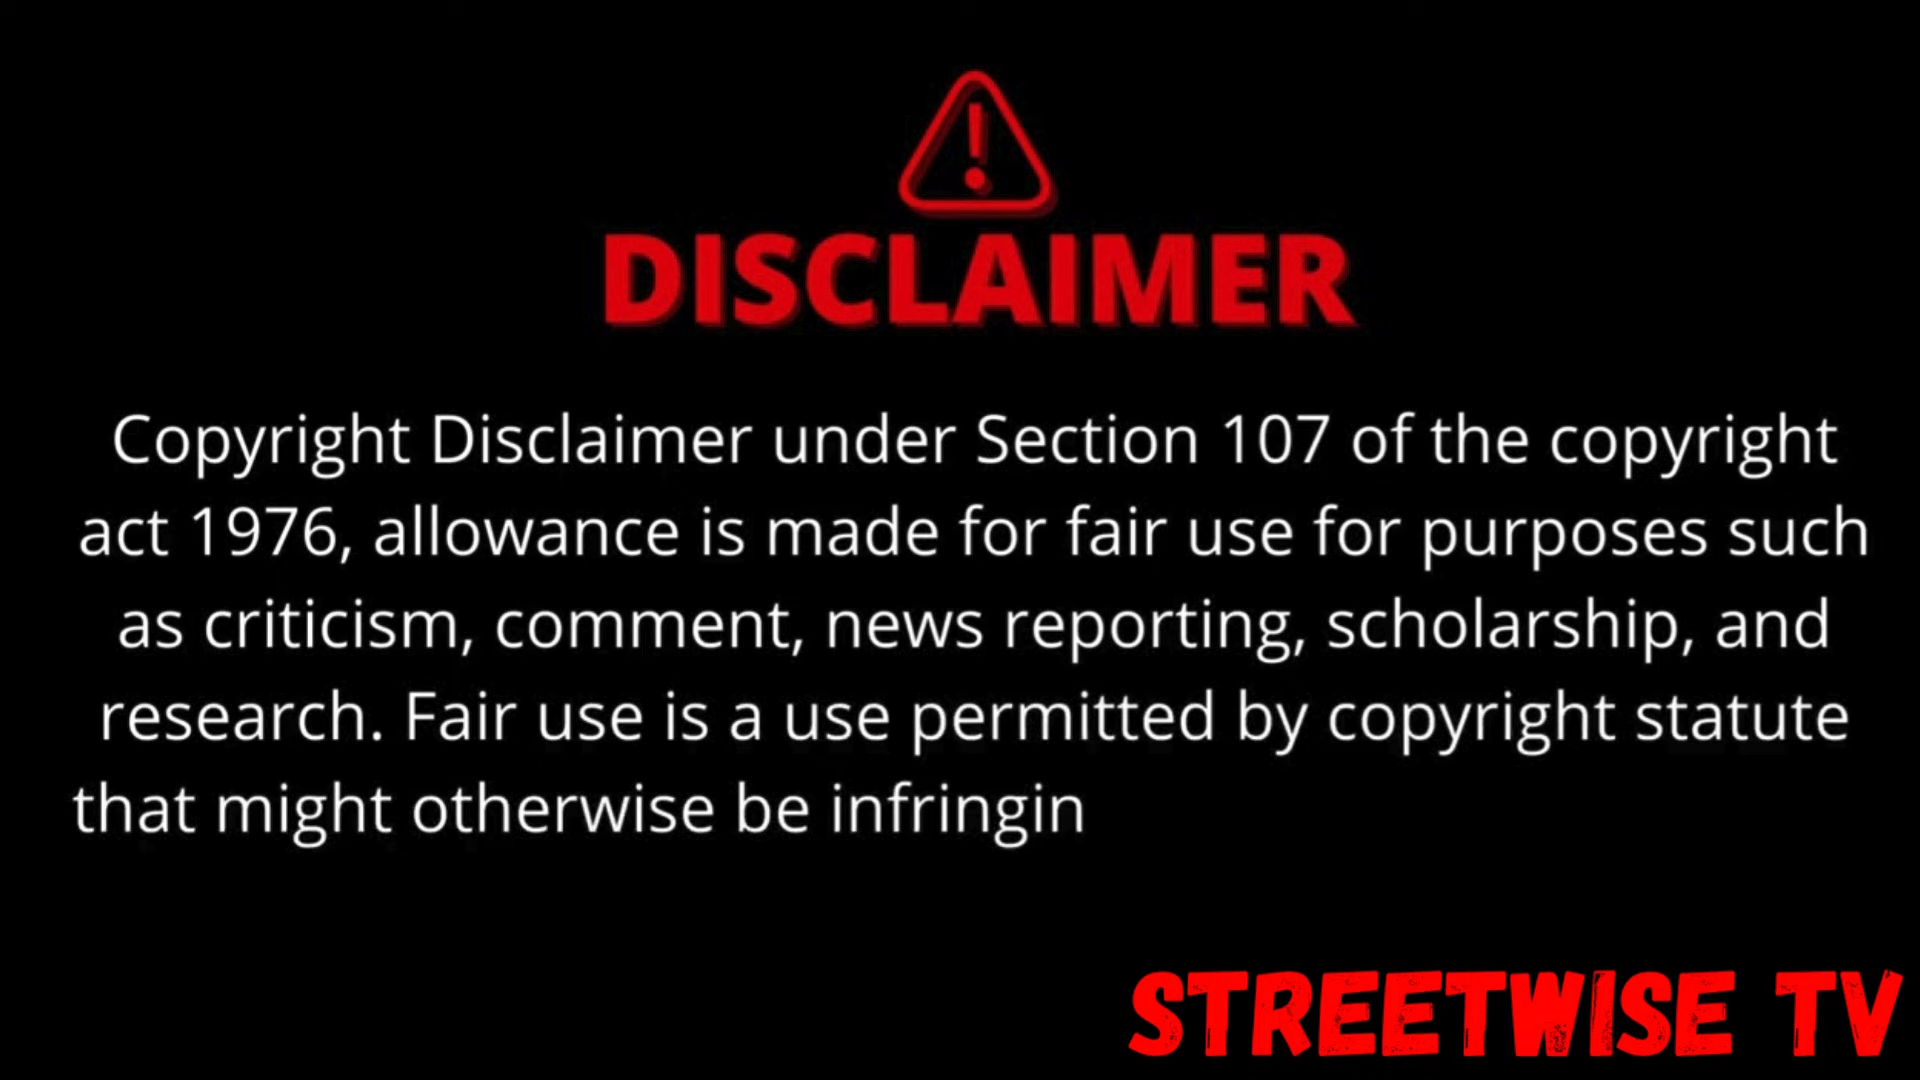 DISCLAIMER
Copyright Disclaimer under Section 107 of the copyright
act 1976, allowance is made for fair use for purposes such
as criticism, comment, news reporting, scholarship, and
research. Fair use is a use permitted by copyright statute
that might otherwise be infringin
STREETWISE TV